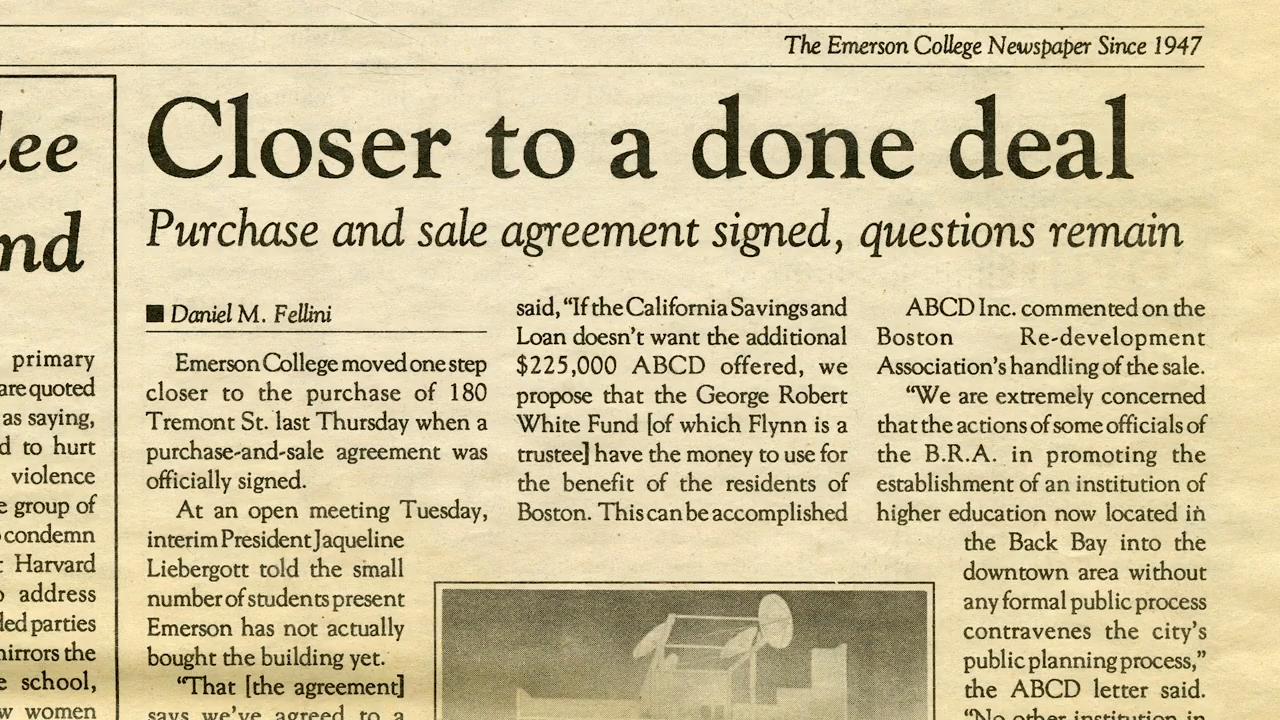 The Emerson College Newspaper Since 1947
lee
nd
primary
are quoted
as saying,
d to hurt
violence
e group of
condemn
t Harvard
o address
led parties
mirrors the
e school,
w women
Closer to a done deal
Purchase and sale agreement signed, questions remain
■ Daniel M. Fellini
Emerson College moved one step
closer to the purchase of 180
Tremont St. last Thursday when a
purchase-and-sale agreement was
officially signed.
At an open meeting Tuesday,
interim President Jaqueline
Liebergott told the small
number of students present
Emerson has not actually
bought the building yet.
"That [the agreement]
says we've agreed to a
said, "If the California Savings and
Loan doesn't want the additional
$225,000 ABCD offered, we
propose that the George Robert
White Fund [of which Flynn is a
trustee] have the money to use for
the benefit of the residents of
Boston. This can be accomplished
ABCD Inc. commented on the
Boston Re-development
Association's handling of the sale.
"We are extremely concerned
that the actions of some officials of
the B.R.A. in promoting the
establishment of an institution of
higher education now located in
the Back Bay into the
downtown area without
any formal public process
contravenes the city's
public planning process,"
the ABCD letter said.
"No other institution in